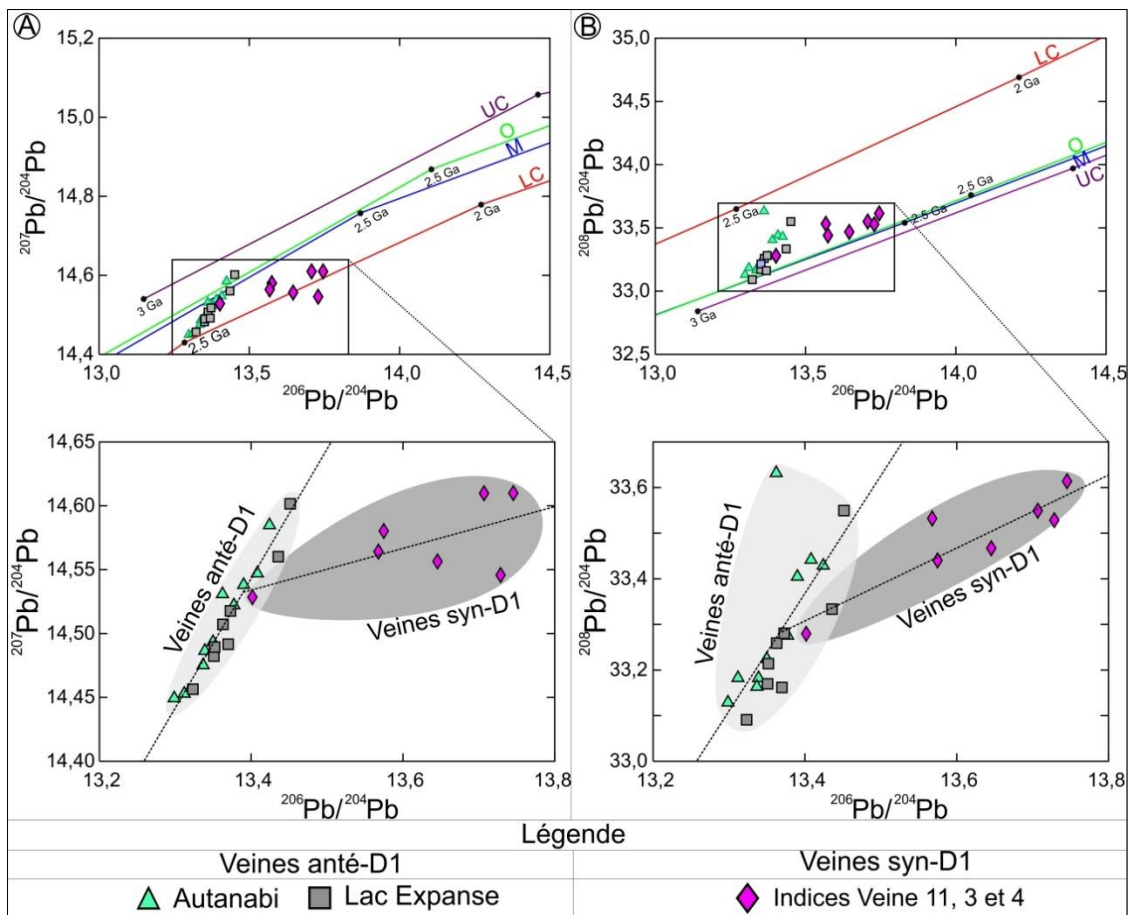 A
15,2
15,0
14,8
14,6
14,4
207Pb/204Pb
UC
O
M
LC
3 Ga
2.5 Ga
2.5 Ga
2.5 Ga
2 Ga
13,0
13,5
14,0
14,5
206Pb/204Pb
B
35,0
34,5
34,0
33,5
33,0
32,5
208Pb/204Pb
LC
O
M
UC
2 Ga
2.5 Ga
2.5 Ga
2.5 Ga
3 Ga
13,0
13,5
14,0
14,5
206Pb/204Pb
14,65
14,60
14,55
14,50
14,45
14,40
207Pb/204Pb
Veines anté-D1
Veines syn-D1
13,2
13,4
13,6
13,8
206Pb/204Pb
33,6
33,4
33,2
33,0
208Pb/204Pb
Veines anté-D1
Veines syn-D1
13,2
13,4
13,6
13,8
206Pb/204Pb
Légende
Veines anté-D1
Veines syn-D1
Autanabi
Lac Expanse
Indices Veine 11, 3 et 4